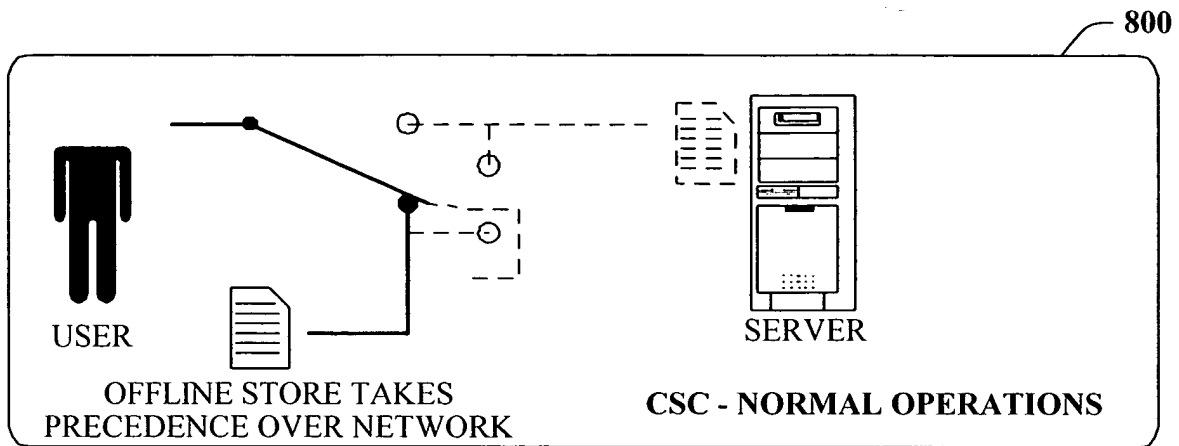 800
USER
SERVER
OFFLINE STORE TAKES
PRECEDENCE OVER NETWORK
CSC - NORMAL OPERATIONS